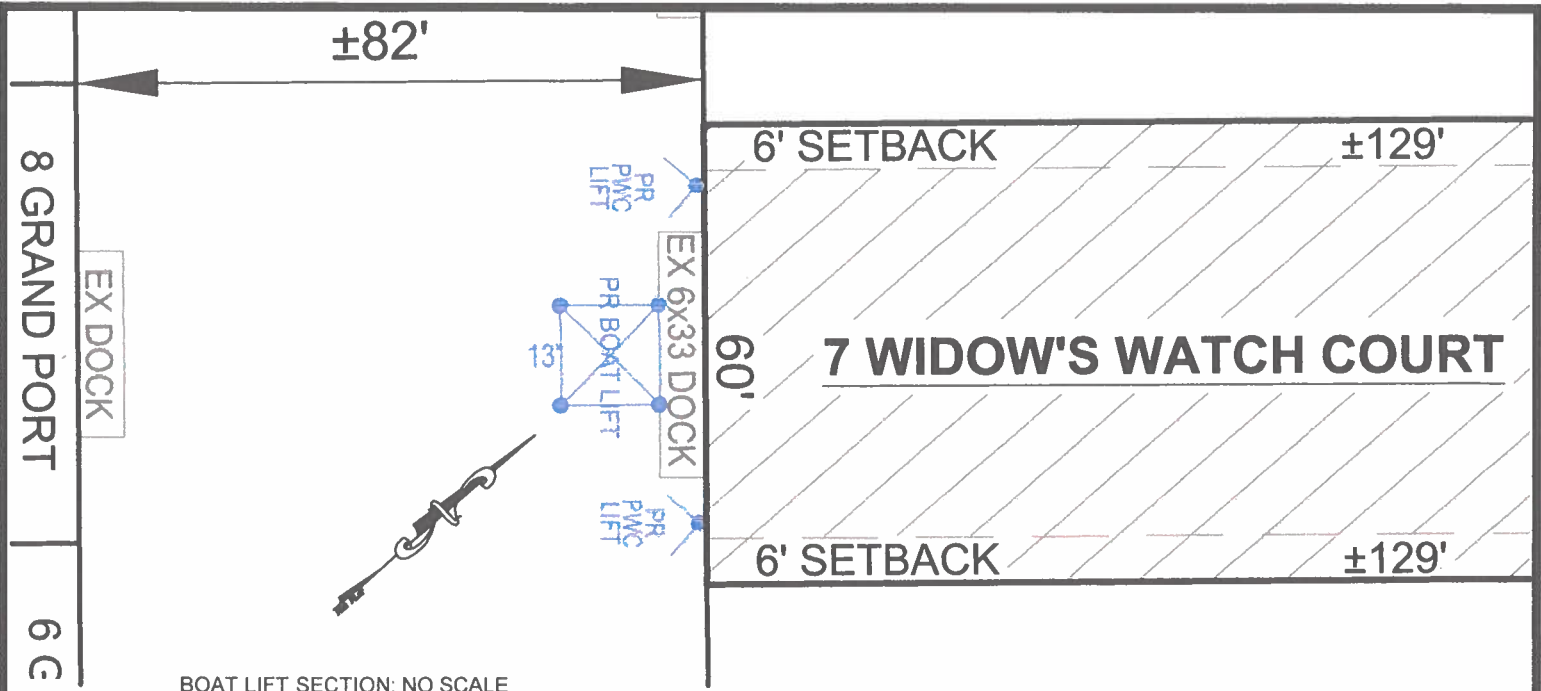 ±82'
6' SETBACK
±129'
8 GRAND PORT
EX DOCK
PR
PWC
LIFT
EX 6x33 DOCK
PR BOAT LIFT
13'
60'
7 WIDOW'S WATCH COURT
PR
PWC
LIFT
6' SETBACK
±129'
6 G
BOAT LIFT SECTION: NO SCALE